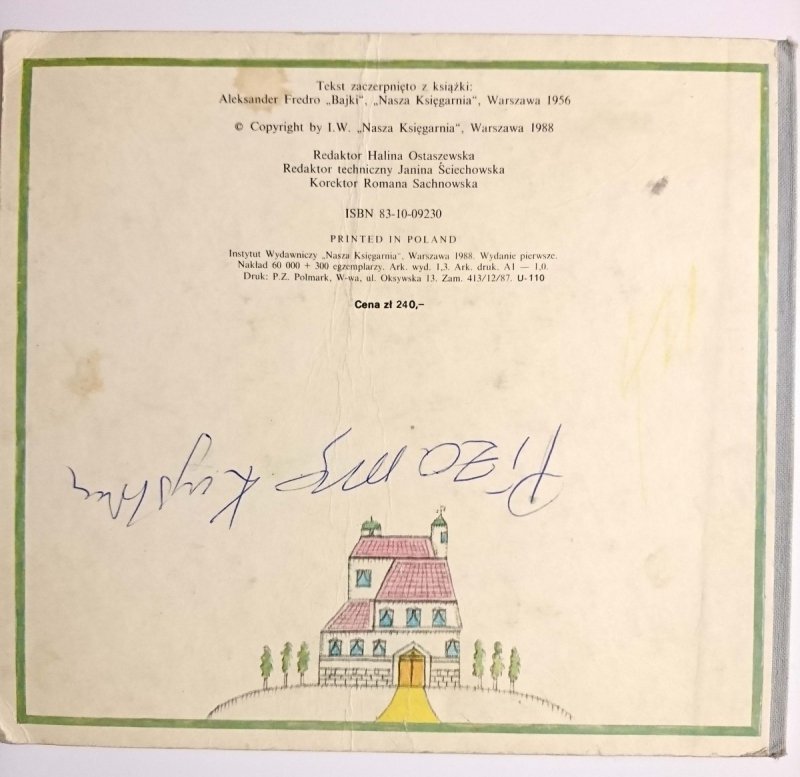 Tekst zaczerpnięto z książki:
Aleksander Fredro „Bajki“, „Nasza Księgarnia“, Warszawa 1956
© Copyright by I.W. „Nasza Księgarnia“, Warszawa 1988
Redaktor Halina Ostaszewska
Redaktor techniczny Janina Ściechowska
Korektor Romana Sachnowska
ISBN 83-10-09230
PRINTED IN POLAND
Instytut Wydawniczy „Nasza Księgarnia“, Warszawa 1988. Wydanie pierwsze.
Nakład 60 000 + 300 egzemplarzy. Ark. wyd. 1,3. Ark. druk. A1 — 1,0.
Druk: P.Z. Polmark, W-wa, ul. Oksywska 13. Zam. 413/12/87. U-110
Cena zł 240,–